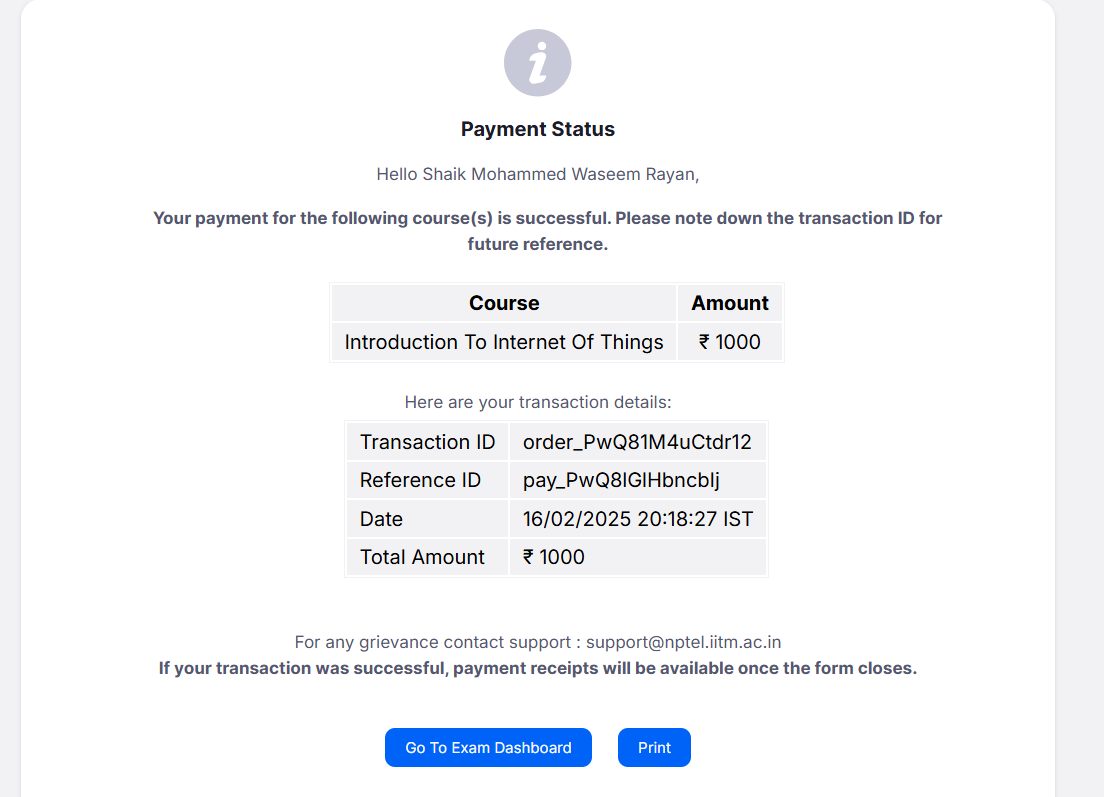 Payment Status
Hello Shaik Mohammed Waseem Rayan,
Your payment for the following course(s) is successful. Please note down the transaction ID for
future reference.
Course Amount
Introduction To Internet Of Things ₹ 1000
Here are your transaction details:
Transaction ID order_PwQ81M4uCtdr12
Reference ID pay_PwQ8IGlHbncblj
Date 16/02/2025 20:18:27 IST
Total Amount ₹ 1000
For any grievance contact support : support@nptel.iitm.ac.in
If your transaction was successful, payment receipts will be available once the form closes.
Go To Exam Dashboard Print